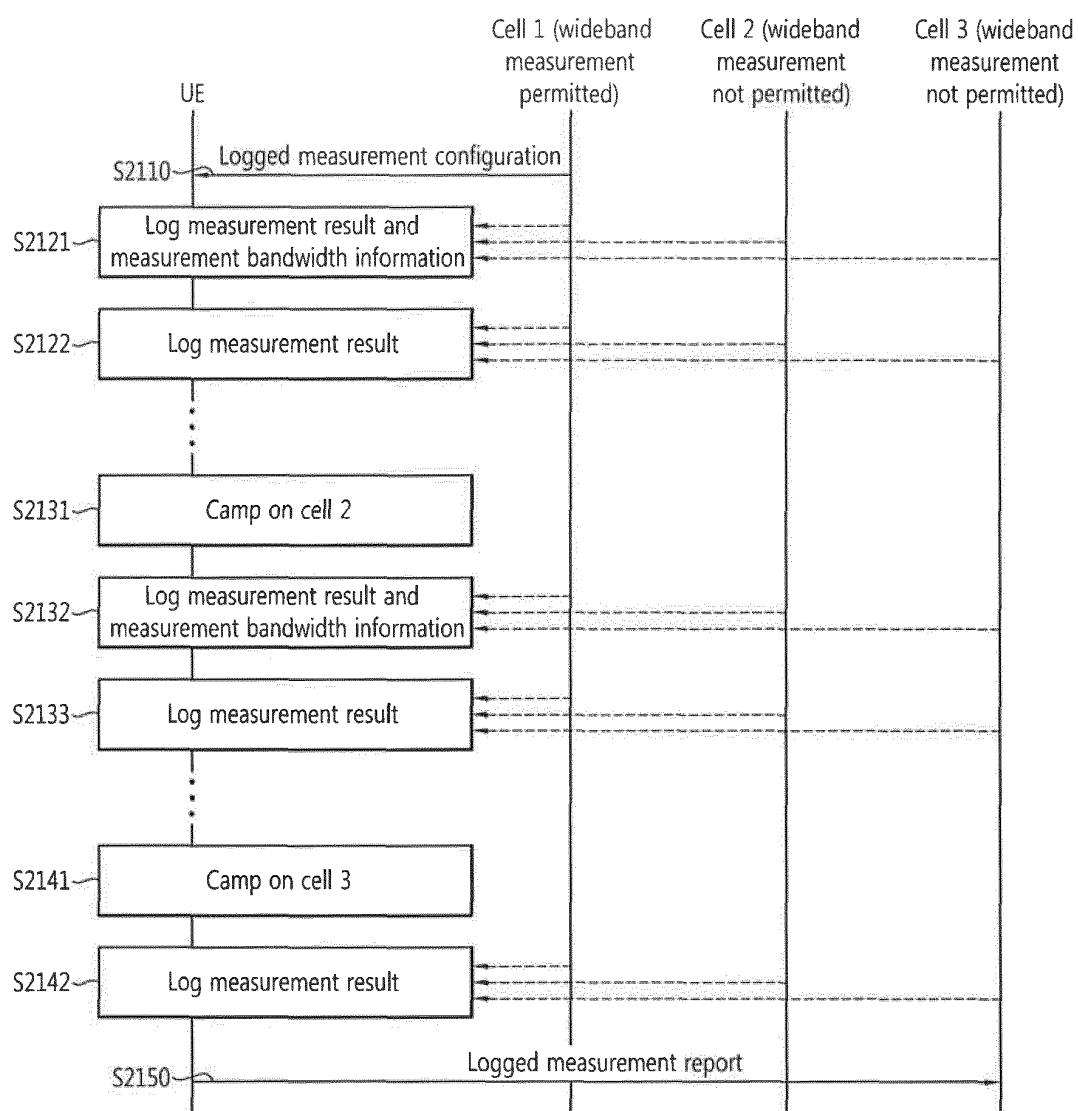 Cell 1 (wideband
measurement
permitted)
Cell 2 (wideband
measurement
not permitted)
Cell 3 (wideband
measurement
not permitted)
UE
Logged measurement configuration
S2110
S2121
Log measurement result and
measurement bandwidth information
S2122
Log measurement result
S2131
Camp on cell 2
S2132
Log measurement result and
measurement bandwidth information
S2133
Log measurement result
S2141
Camp on cell 3
S2142
Log measurement result
Logged measurement report
S2150